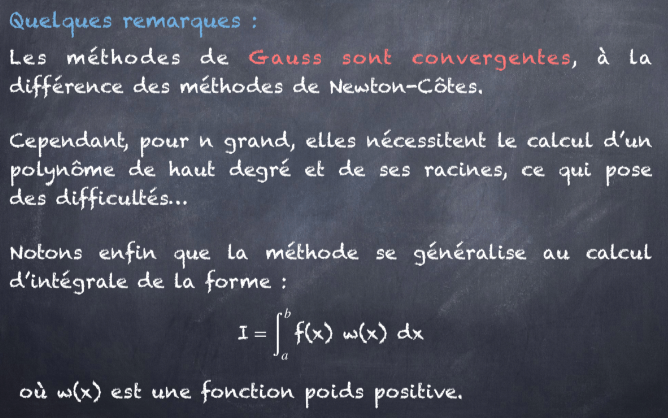 Quelques remarques :
Les méthodes de Gauss sont convergentes, à la
différence des méthodes de Newton-Côtes.
Cependant, pour n grand, elles nécessitent le calcul d'un
polynôme de haut degré et de ses racines, ce qui pose
des difficultés...
Notons enfin que la méthode se généralise au calcul
d'intégrale de la forme :
I = ∫_a^b f(x) w(x) dx
où w(x) est une fonction poids positive.